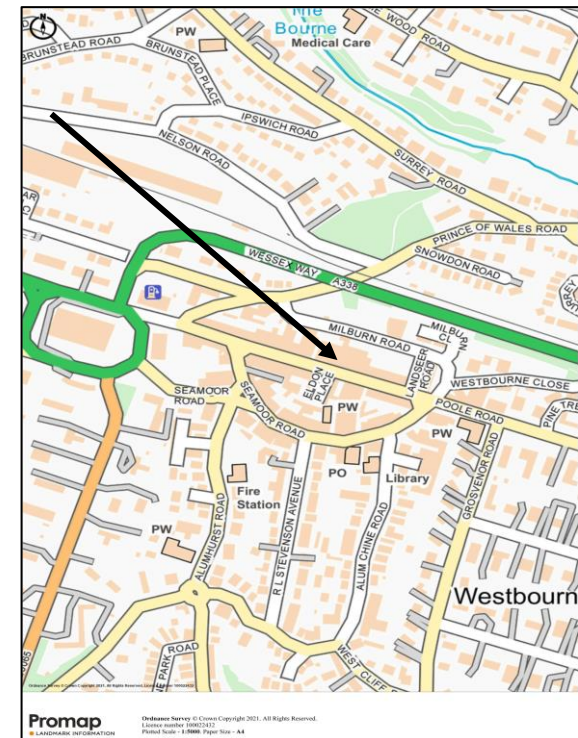 The
Bourne
Medical Care
PW
WOOD ROAD
BRUNSTEAD ROAD
BRUNSTEAD PLACE
IPSWICH ROAD
NELSON ROAD
SURREY ROAD
PRINCE OF WALES ROAD
SNOWDON ROAD
WESSEX WAY A338
MILBURN ROAD
MILBURN
CL
LANDSEER
ROAD
WESTBOURNE CLOSE
SEAMOOR
ROAD
ELDON
PLACE
SEAMOOR ROAD
POOLE ROAD
PW
PW
PO
Library
Fire
Station
PW
ALUMHURST ROAD
R L STEVENSON AVENUE
ALUM CHINE ROAD
GROSVENOR ROAD
Westbourn
WEST CLIFF
PARK ROAD
Promap
LANDMARK INFORMATION
Ordnance Survey © Crown Copyright 2021. All Rights Reserved.
Licence number 100022432
Plotted Scale - 1:5000. Paper Size - A4